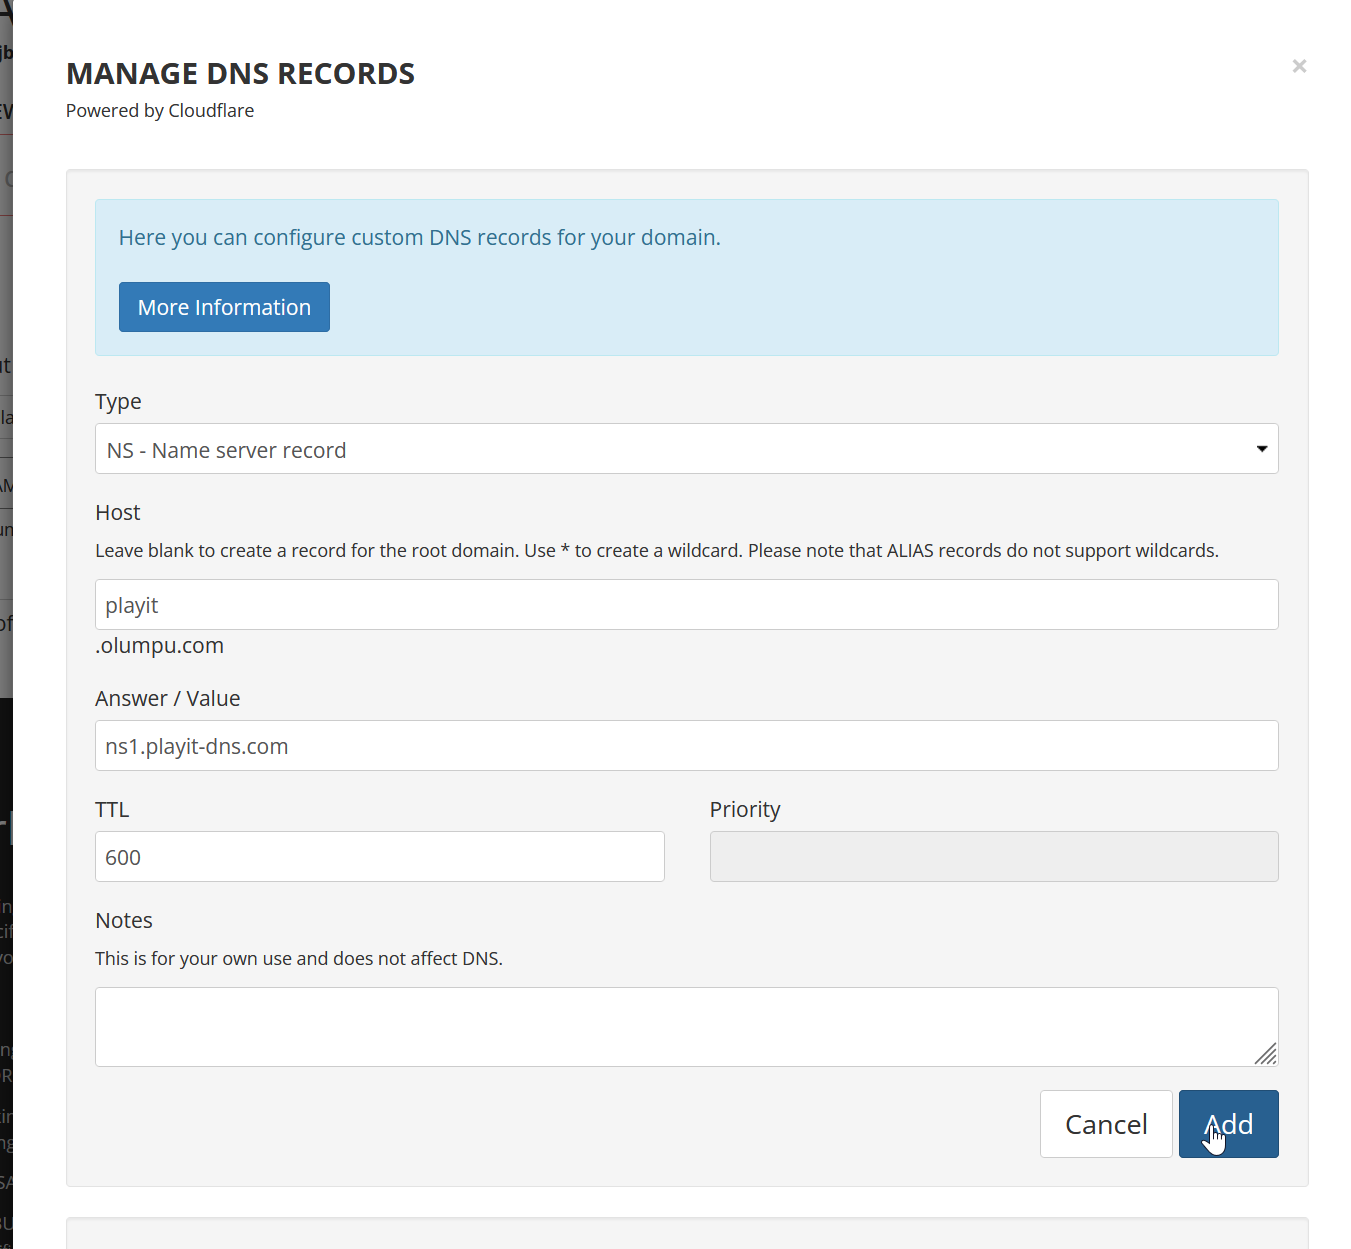 MANAGE DNS RECORDS
×
Powered by Cloudflare
Here you can configure custom DNS records for your domain.
More Information
Type
NS - Name server record
Host
Leave blank to create a record for the root domain. Use * to create a wildcard. Please note that ALIAS records do not support wildcards.
playit
.olumpu.com
Answer / Value
ns1.playit-dns.com
TTL
Priority
600
Notes
This is for your own use and does not affect DNS.
Cancel
Add